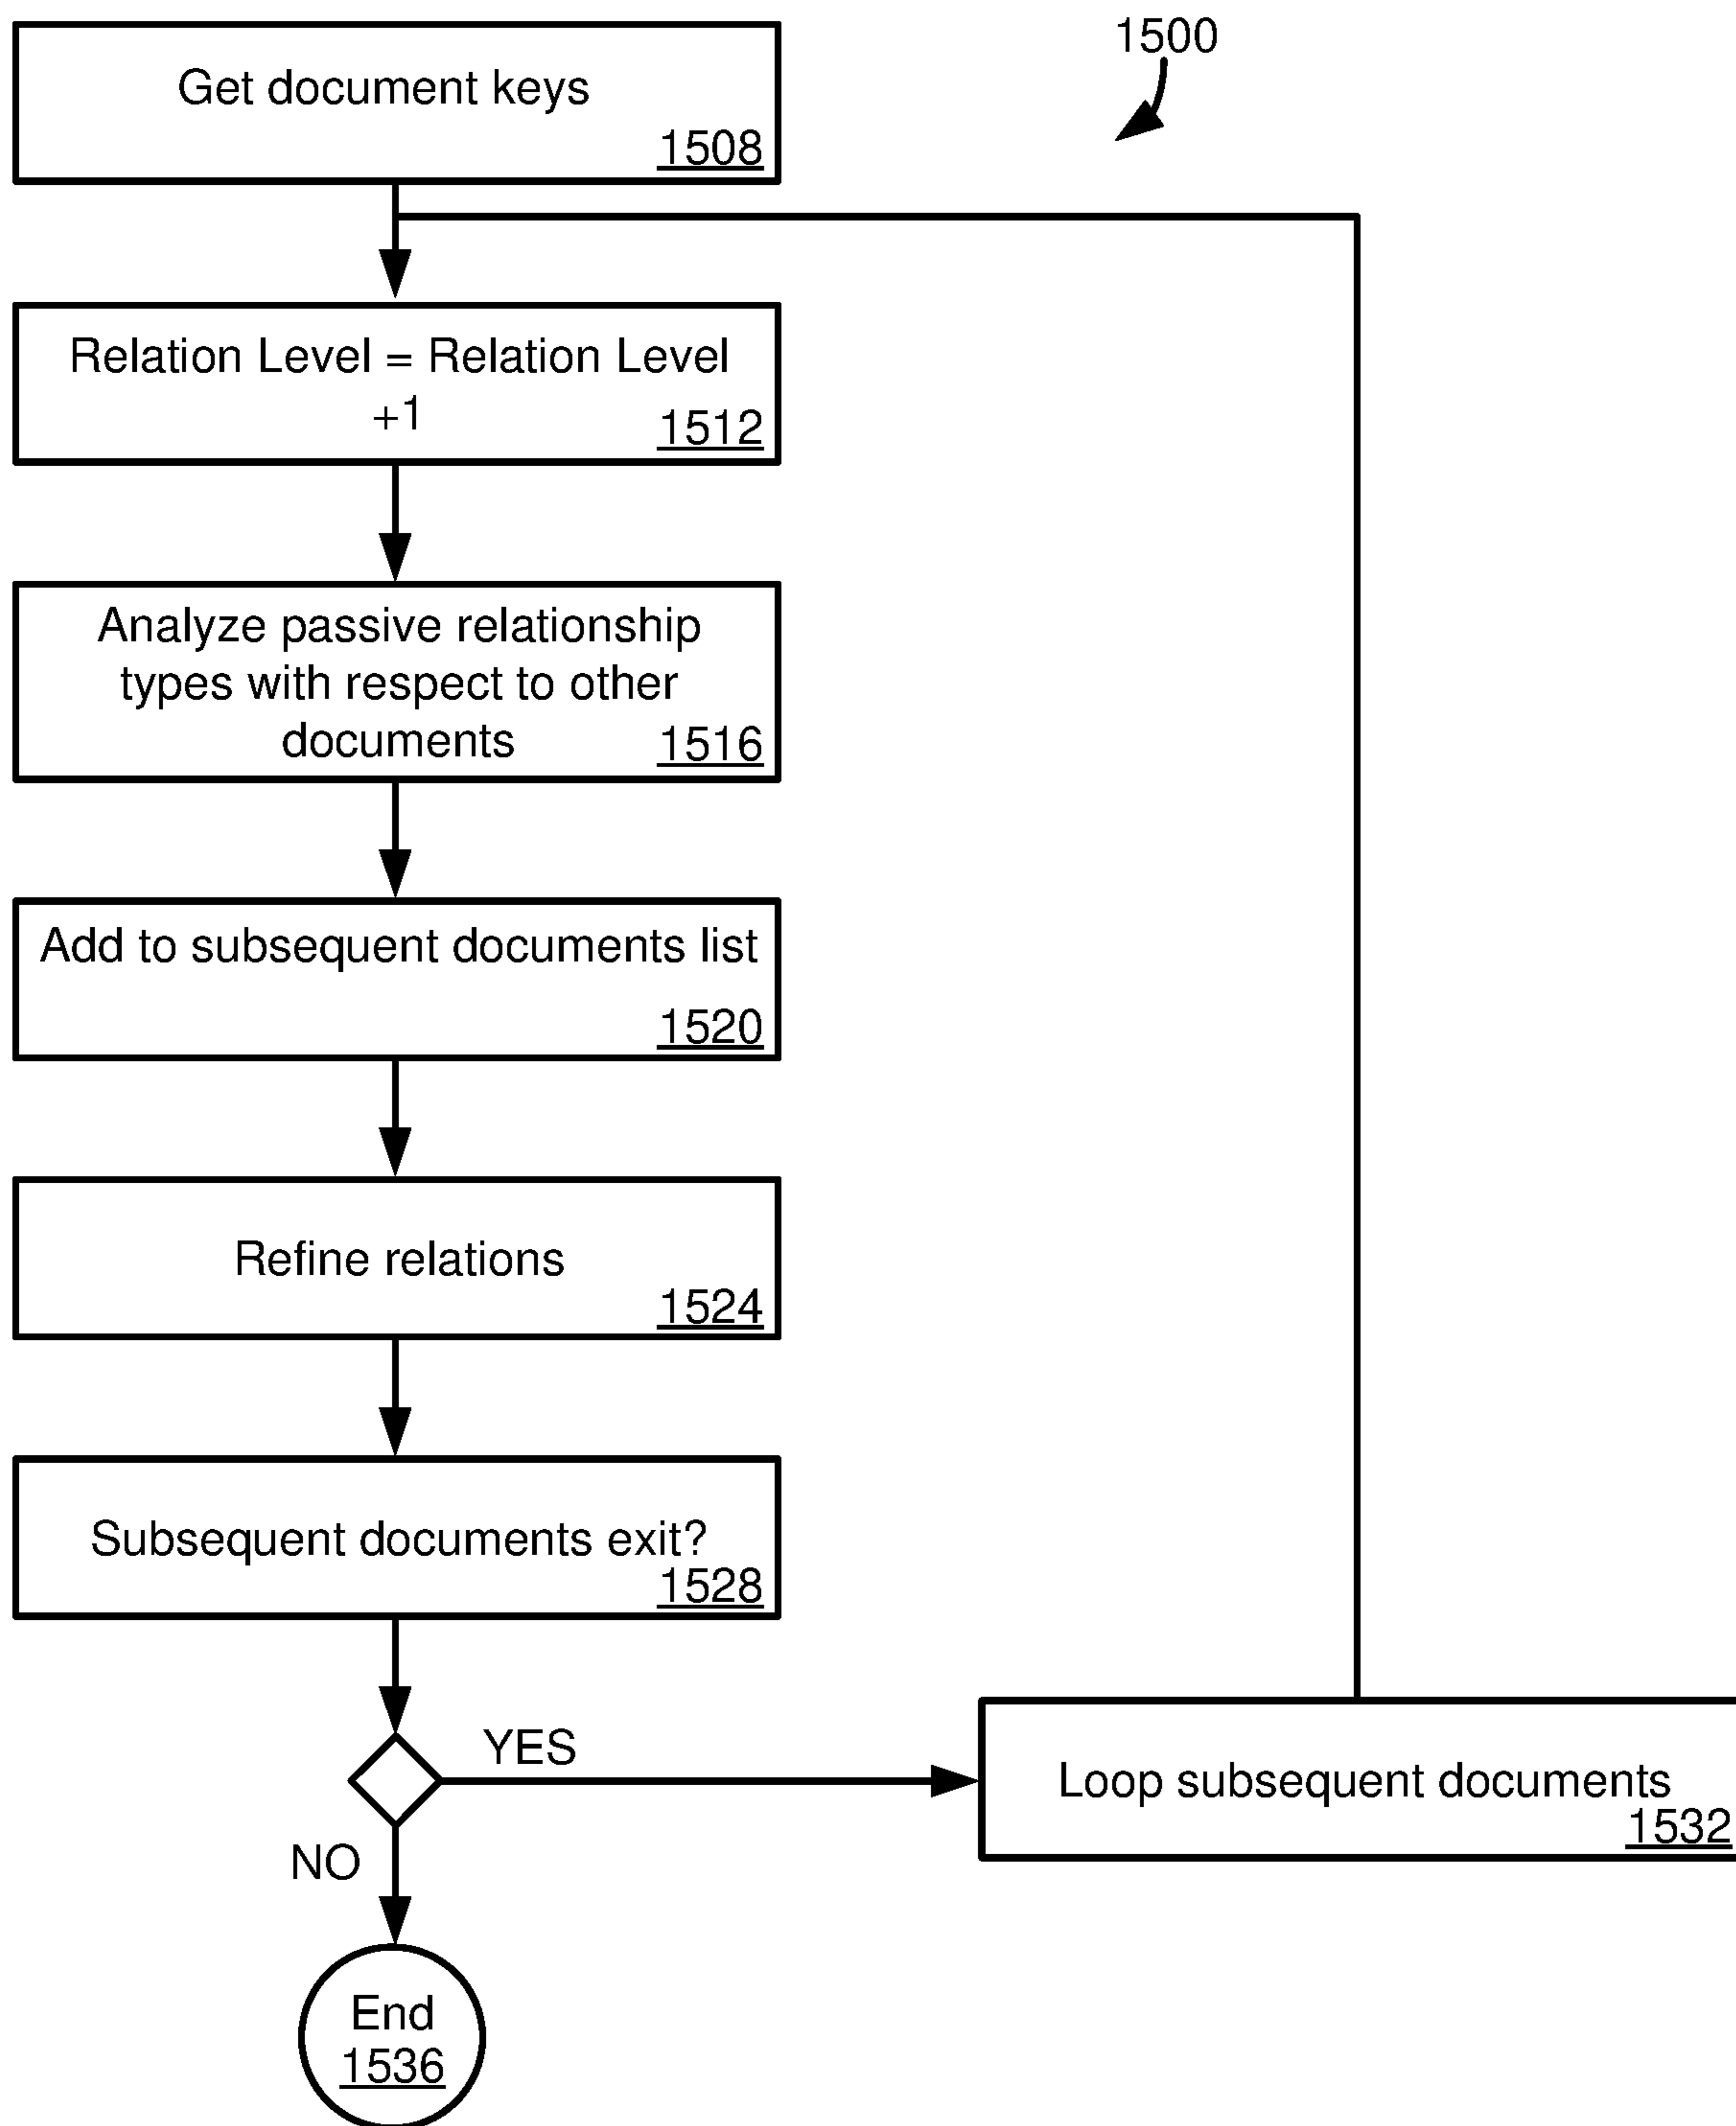 1500
Get document keys
1508
Relation Level = Relation Level
+1
1512
Analyze passive relationship
types with respect to other
documents
1516
Add to subsequent documents list
1520
Refine relations
1524
Subsequent documents exit?
1528
YES
Loop subsequent documents
1532
NO
End
1536